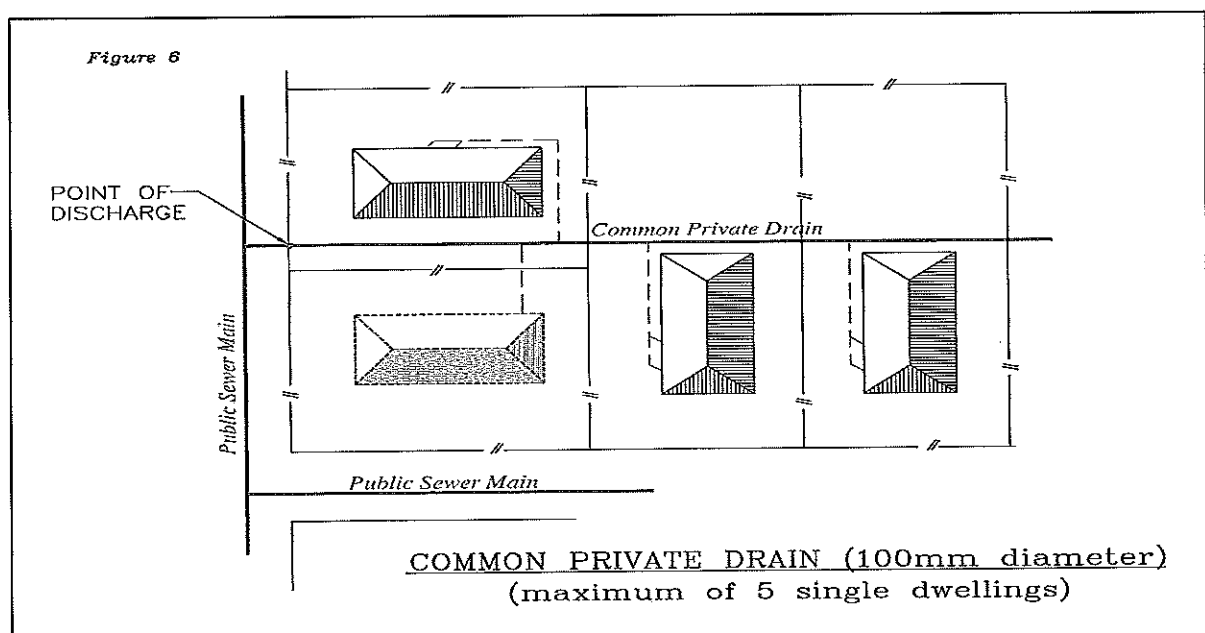 Figure 6
POINT OF
DISCHARGE
Common Private Drain
Public Sewer Main
Public Sewer Main
COMMON PRIVATE DRAIN (100mm diameter)
(maximum of 5 single dwellings)